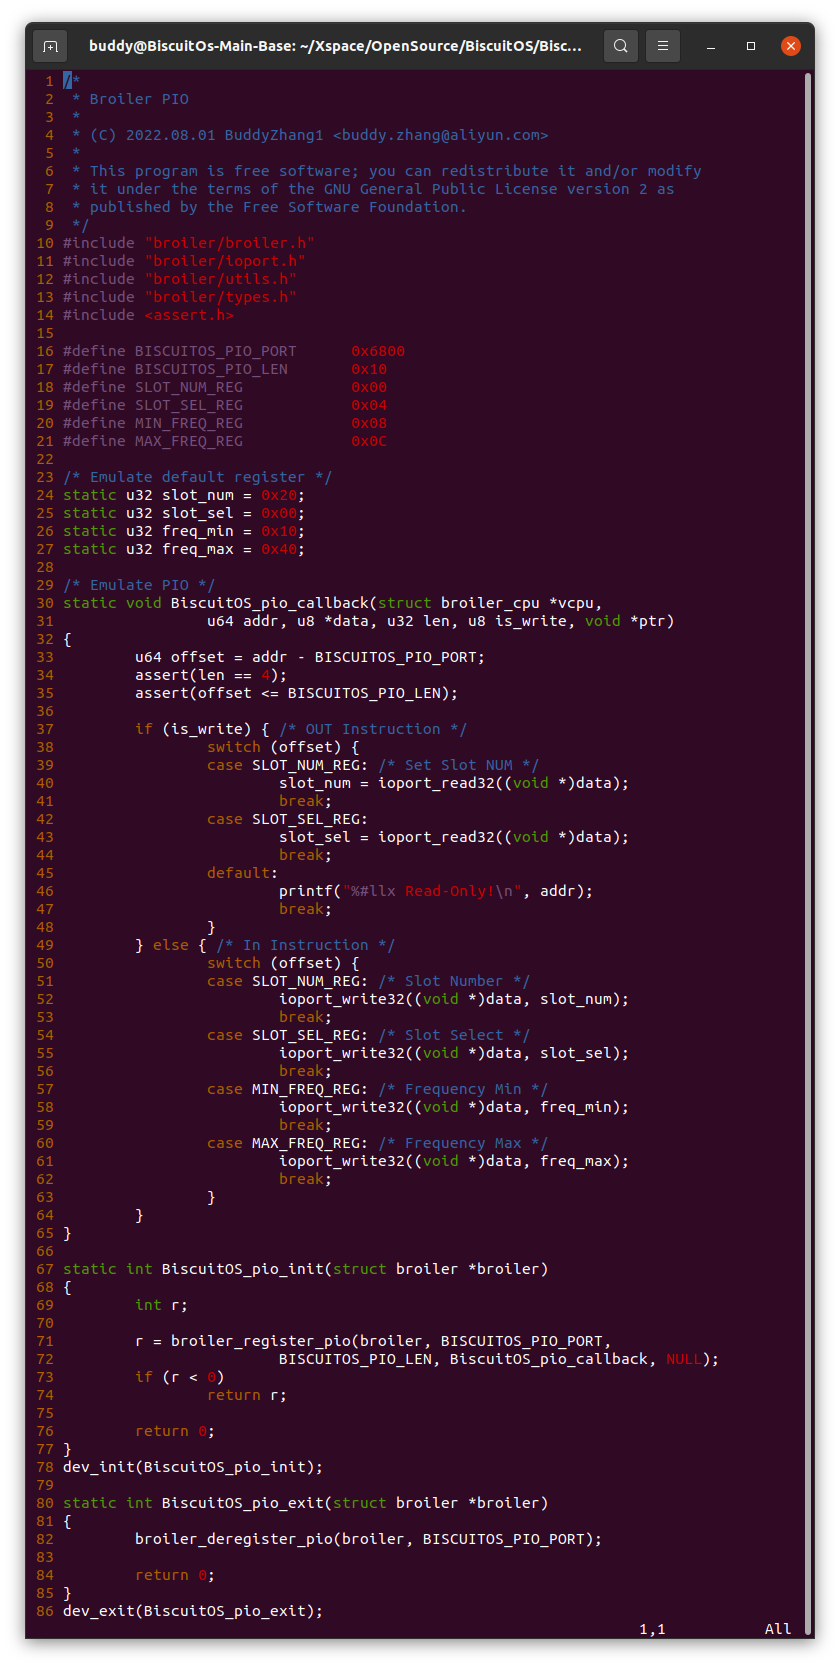 buddy@BiscuitOs-Main-Base: ~/Xspace/OpenSource/BiscuitOS/Bisc...
1 /*
2  * Broiler PIO
3  *
4  * (C) 2022.08.01 BuddyZhang1 <buddy.zhang@aliyun.com>
5  *
6  * This program is free software; you can redistribute it and/or modify
7  * it under the terms of the GNU General Public License version 2 as
8  * published by the Free Software Foundation.
9  */
10 #include "broiler/broiler.h"
11 #include "broiler/ioport.h"
12 #include "broiler/utils.h"
13 #include "broiler/types.h"
14 #include <assert.h>
15
16 #define BISCUITOS_PIO_PORT      0x6800
17 #define BISCUITOS_PIO_LEN       0x10
18 #define SLOT_NUM_REG            0x00
19 #define SLOT_SEL_REG            0x04
20 #define MIN_FREQ_REG            0x08
21 #define MAX_FREQ_REG            0x0C
22
23 /* Emulate default register */
24 static u32 slot_num = 0x20;
25 static u32 slot_sel = 0x00;
26 static u32 freq_min = 0x10;
27 static u32 freq_max = 0x40;
28
29 /* Emulate PIO */
30 static void BiscuitOS_pio_callback(struct broiler_cpu *vcpu,
31                 u64 addr, u8 *data, u32 len, u8 is_write, void *ptr)
32 {
33         u64 offset = addr - BISCUITOS_PIO_PORT;
34         assert(len == 4);
35         assert(offset <= BISCUITOS_PIO_LEN);
36
37         if (is_write) { /* OUT Instruction */
38                 switch (offset) {
39                 case SLOT_NUM_REG: /* Set Slot NUM */
40                         slot_num = ioport_read32((void *)data);
41                         break;
42                 case SLOT_SEL_REG:
43                         slot_sel = ioport_read32((void *)data);
44                         break;
45                 default:
46                         printf("%#llx Read-Only!\n", addr);
47                         break;
48                 }
49         } else { /* In Instruction */
50                 switch (offset) {
51                 case SLOT_NUM_REG: /* Slot Number */
52                         ioport_write32((void *)data, slot_num);
53                         break;
54                 case SLOT_SEL_REG: /* Slot Select */
55                         ioport_write32((void *)data, slot_sel);
56                         break;
57                 case MIN_FREQ_REG: /* Frequency Min */
58                         ioport_write32((void *)data, freq_min);
59                         break;
60                 case MAX_FREQ_REG: /* Frequency Max */
61                         ioport_write32((void *)data, freq_max);
62                         break;
63                 }
64         }
65 }
66
67 static int BiscuitOS_pio_init(struct broiler *broiler)
68 {
69         int r;
70
71         r = broiler_register_pio(broiler, BISCUITOS_PIO_PORT,
72                         BISCUITOS_PIO_LEN, BiscuitOS_pio_callback, NULL);
73         if (r < 0)
74                 return r;
75
76         return 0;
77 }
78 dev_init(BiscuitOS_pio_init);
79
80 static int BiscuitOS_pio_exit(struct broiler *broiler)
81 {
82         broiler_deregister_pio(broiler, BISCUITOS_PIO_PORT);
83
84         return 0;
85 }
86 dev_exit(BiscuitOS_pio_exit);
1,1 All